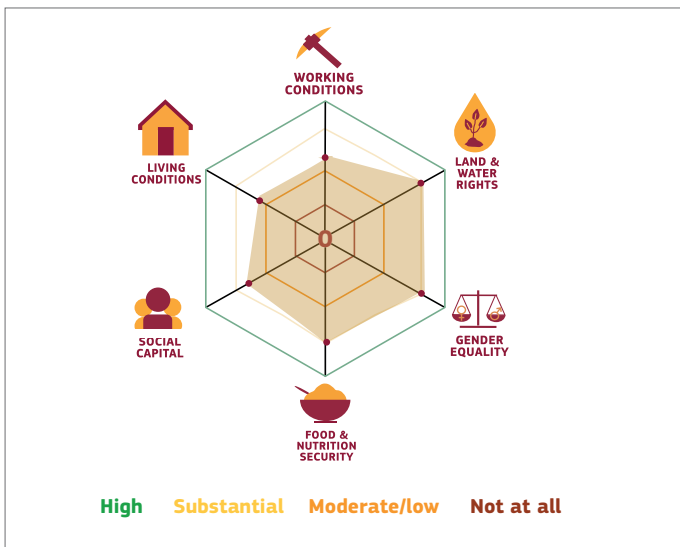 WORKING
CONDITIONS
LIVING
CONDITIONS
LAND &
WATER
RIGHTS
0
SOCIAL
CAPITAL
GENDER
EQUALITY
FOOD &
NUTRITION
SECURITY
High Substantial Moderate/low Not at all